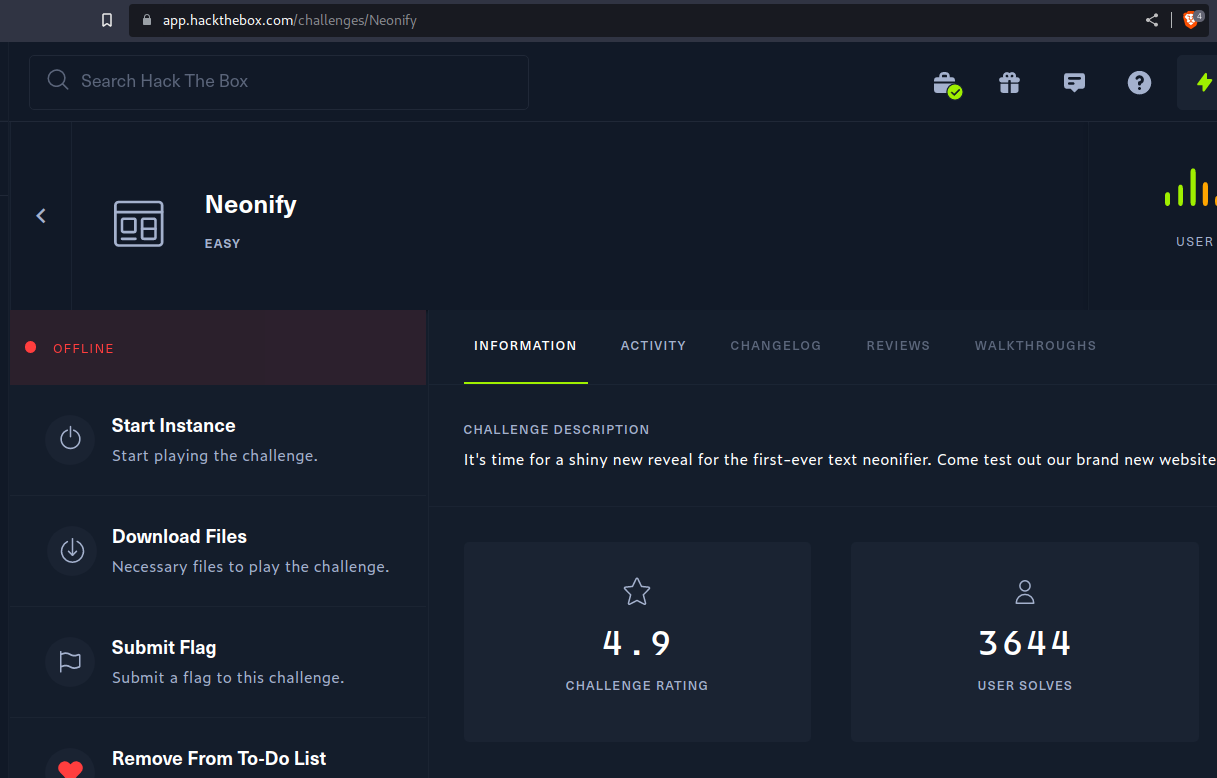 app.hackthebox.com/challenges/Neonify
4
Search Hack The Box
?
Neonify
EASY
USER
OFFLINE
INFORMATION ACTIVITY CHANGELOG REVIEWS WALKTHROUGHS
Start Instance
Start playing the challenge.
CHALLENGE DESCRIPTION
It's time for a shiny new reveal for the first-ever text neonifier. Come test out our brand new website
Download Files
Necessary files to play the challenge.
Submit Flag
Submit a flag to this challenge.
4.9
CHALLENGE RATING
3644
USER SOLVES
Remove From To-Do List